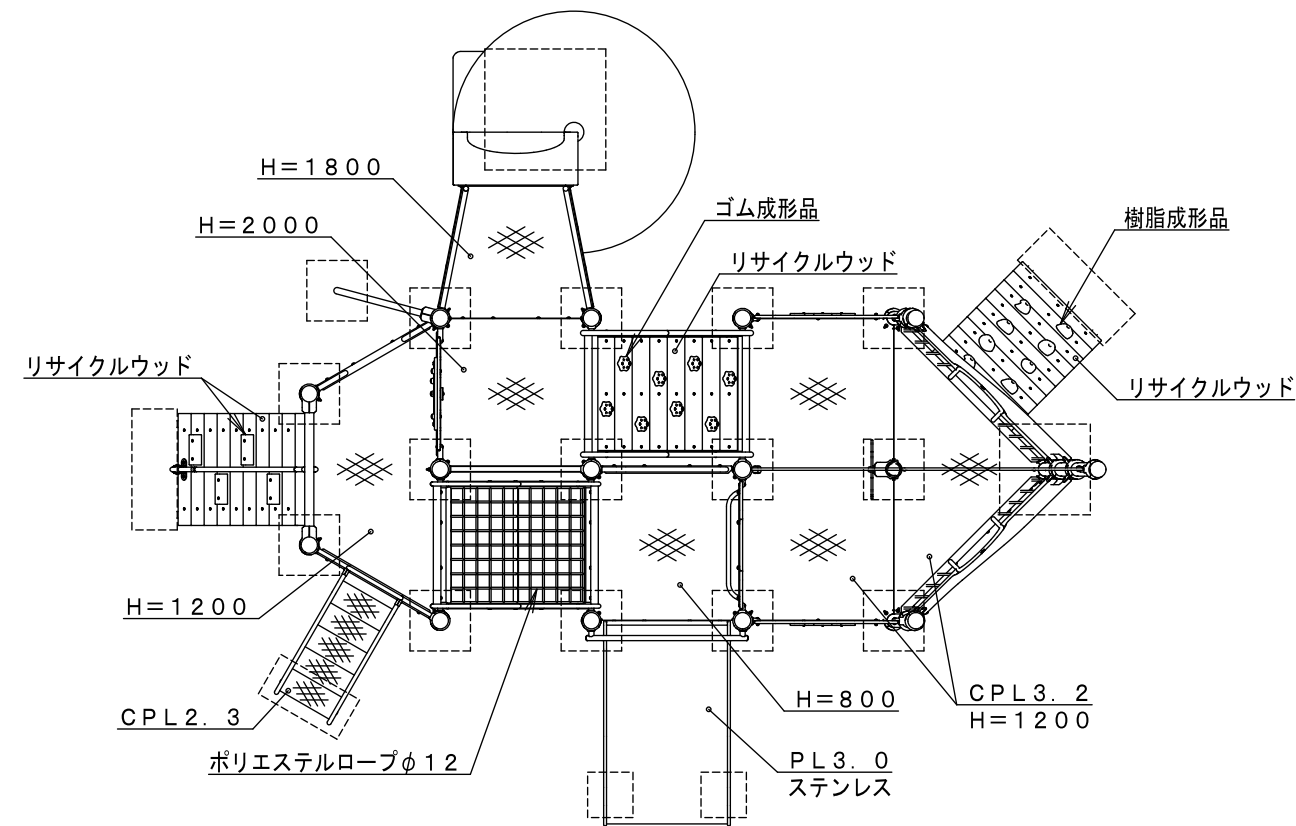 H=1800
H=2000
ゴム成形品
樹脂成形品
リサイクルウッド
リサイクルウッド
リサイクルウッド
H=1200
CPL2.3
ポリエステルロープφ12
H=800
CPL3.2
H=1200
PL3.0
ステンレス